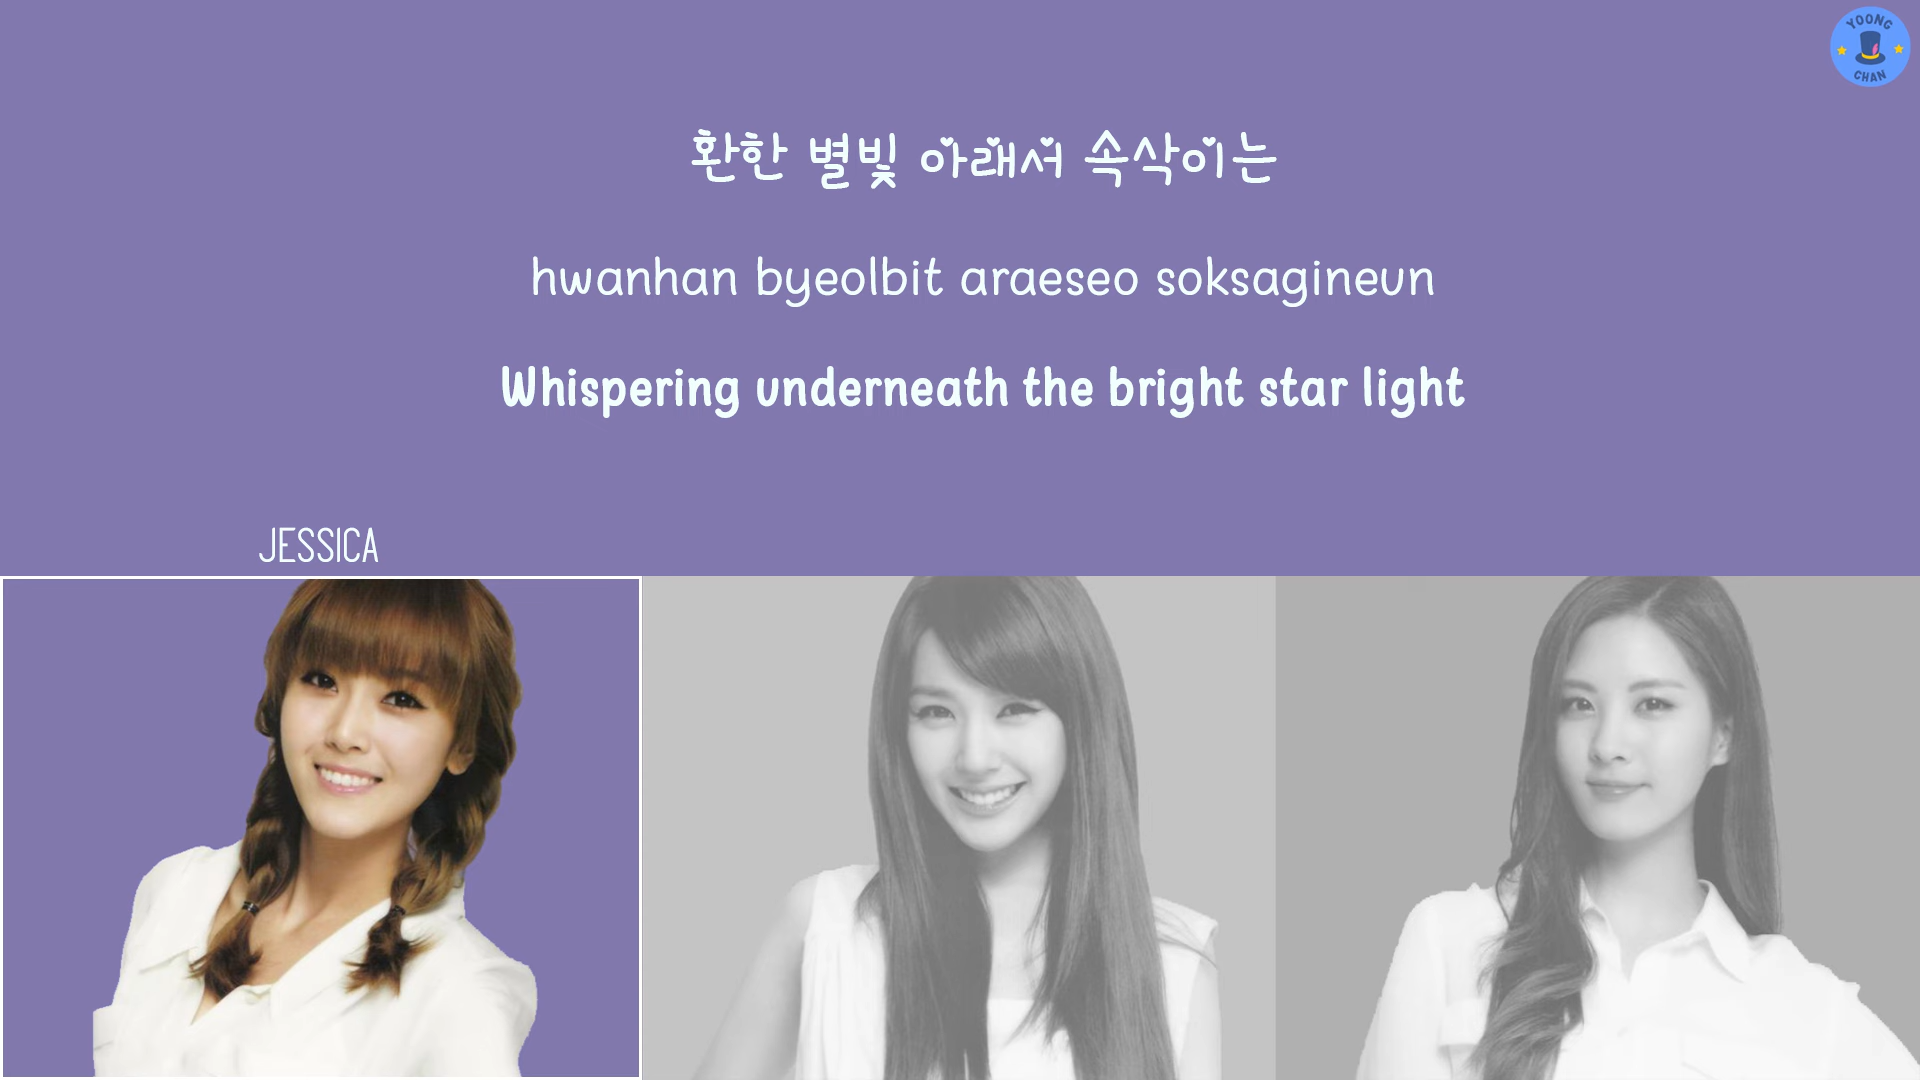 YOONG
CHAN
환한 별빛 아래서 속삭이는
hwanhan byeolbit araeseo soksagineun
Whispering underneath the bright star light
JESSICA